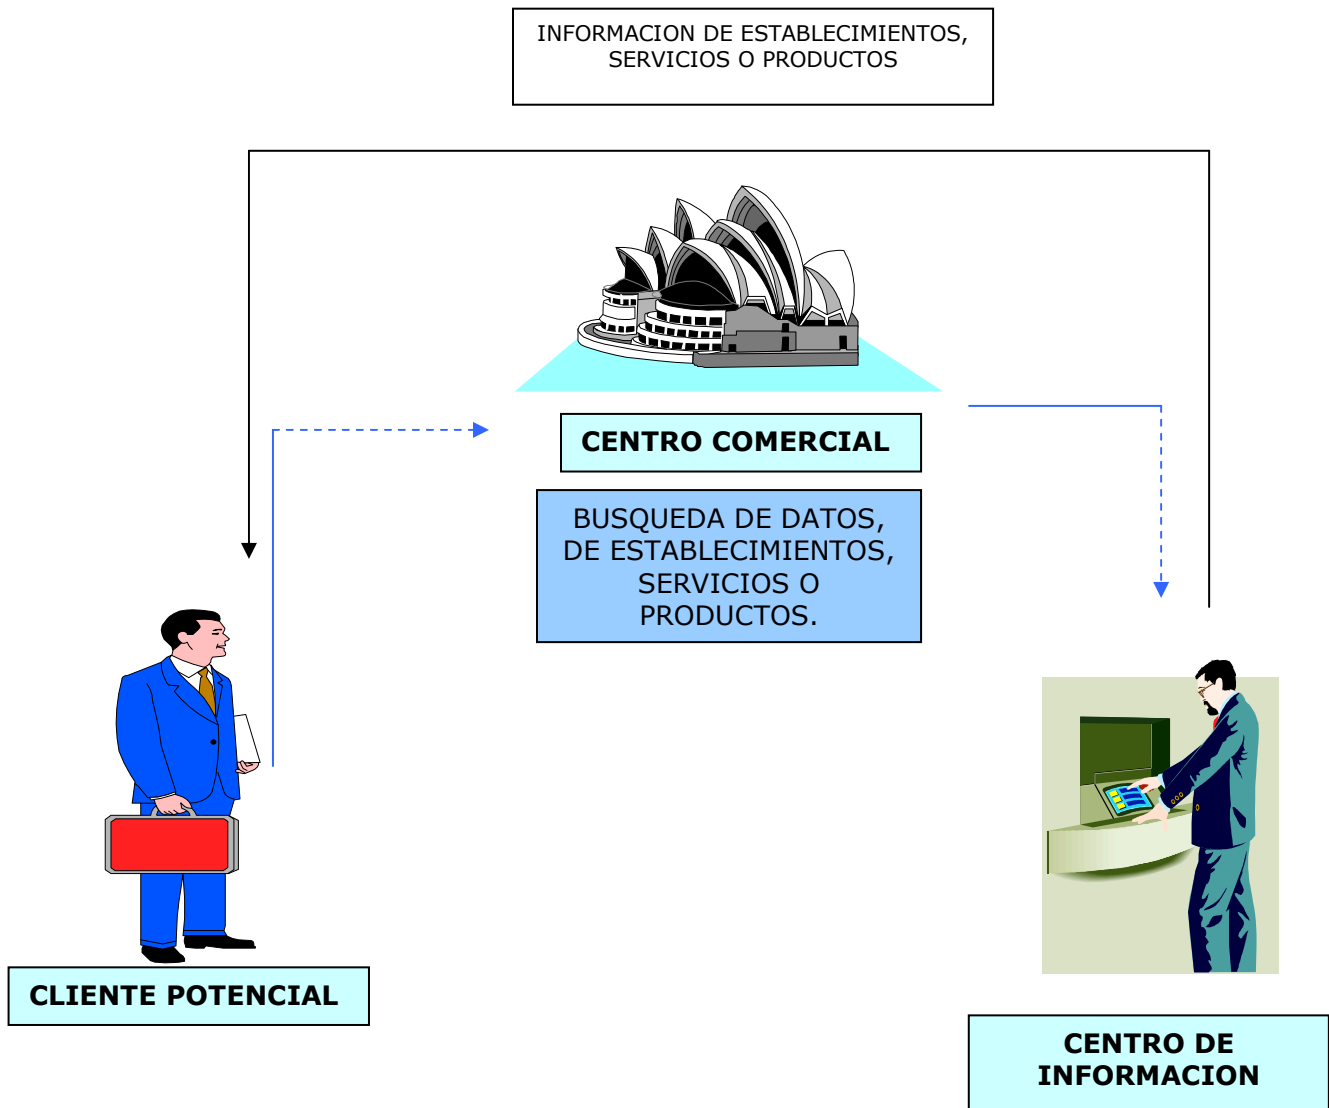 INFORMACION DE ESTABLECIMIENTOS,
SERVICIOS O PRODUCTOS
CENTRO COMERCIAL
BUSQUEDA DE DATOS,
DE ESTABLECIMIENTOS,
SERVICIOS O
PRODUCTOS.
CLIENTE POTENCIAL
CENTRO DE
INFORMACION